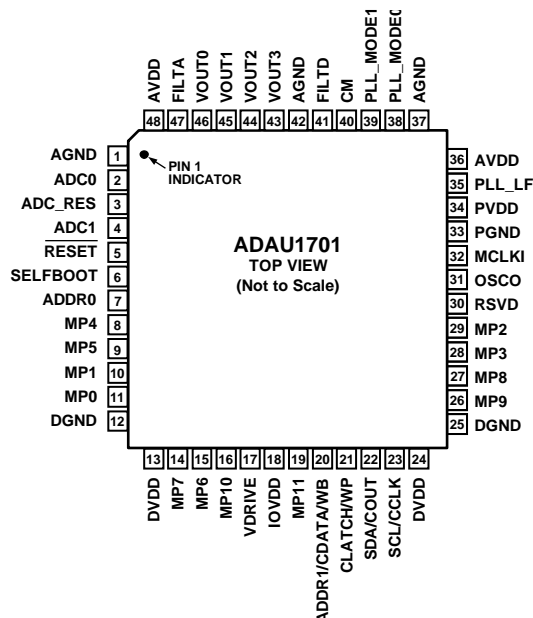 AVDD
FILTA
VOUT0
VOUT1
VOUT2
VOUT3
AGND
FILTD
CM
PLL_MODE1
PLL_MODE0
AGND
48 47 46 45 44 43 42 41 40 39 38 37
AGND 1
ADC0 2
ADC_RES 3
ADC1 4
RESET 5
SELFBOOT 6
ADDR0 7
MP4 8
MP5 9
MP1 10
MP0 11
DGND 12
PIN 1
INDICATOR
ADAU1701
TOP VIEW
(Not to Scale)
36 AVDD
35 PLL_LF
34 PVDD
33 PGND
32 MCLKI
31 OSCO
30 RSVD
29 MP2
28 MP3
27 MP8
26 MP9
25 DGND
13 14 15 16 17 18 19 20 21 22 23 24
DVDD
MP7
MP6
MP10
VDRIVE
IOVDD
MP11
ADDR1/CDATA/WB
CLATCH/WP
SDA/COUT
SCL/CCLK
DVDD